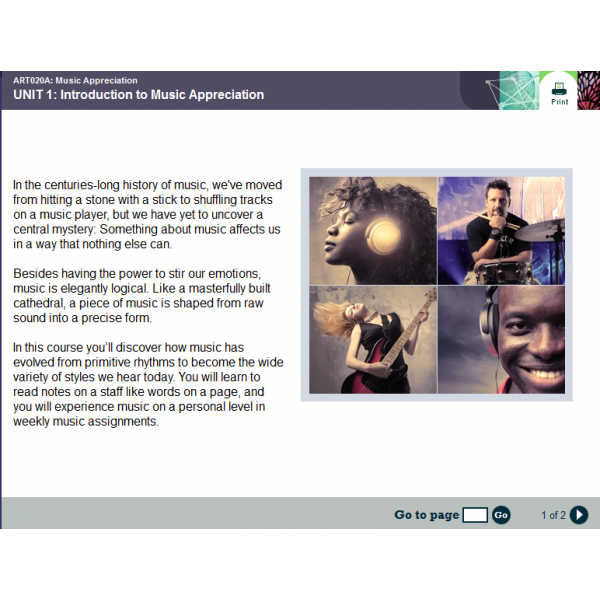 ART020A: Music Appreciation
UNIT 1: Introduction to Music Appreciation
Print
In the centuries-long history of music, we've moved
from hitting a stone with a stick to shuffling tracks
on a music player, but we have yet to uncover a
central mystery: Something about music affects us
in a way that nothing else can.
Besides having the power to stir our emotions,
music is elegantly logical. Like a masterfully built
cathedral, a piece of music is shaped from raw
sound into a precise form.
In this course you'll discover how music has
evolved from primitive rhythms to become the wide
variety of styles we hear today. You will learn to
read notes on a staff like words on a page, and
you will experience music on a personal level in
weekly music assignments.
Go to page Go 1 of 2